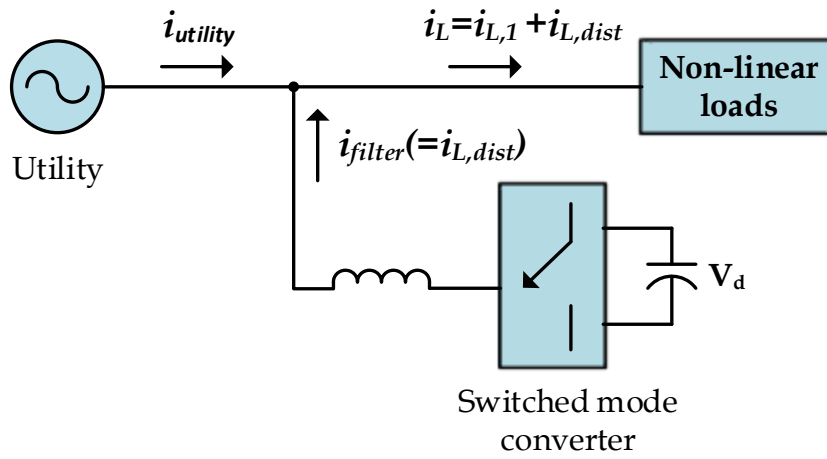 i_utility
i_L=i_L,1+i_L,dist
Non-linear
loads
Utility
i_filter(=i_L,dist)
V_d
Switched mode
converter